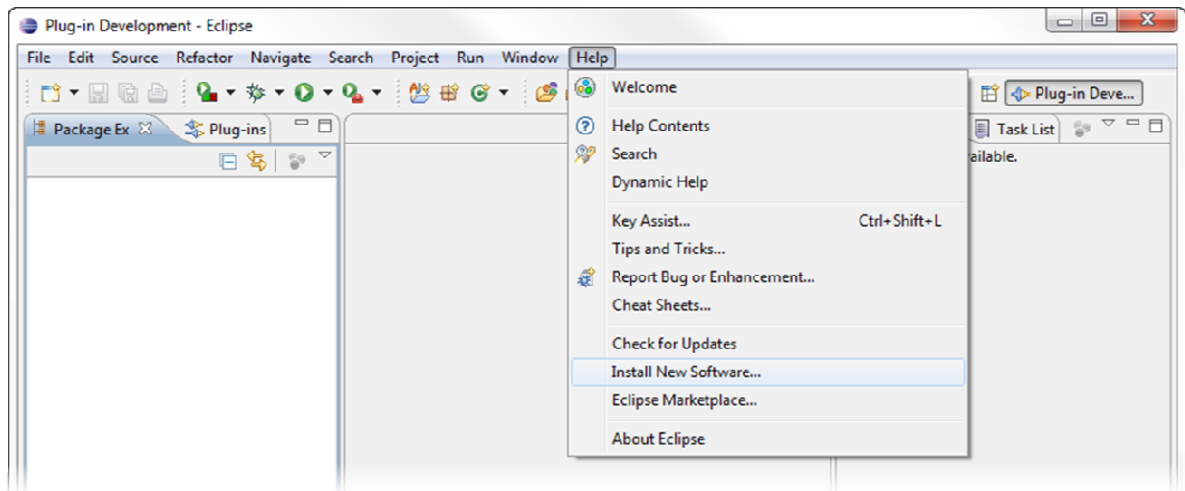 Plug-in Development - Eclipse
File Edit Source Refactor Navigate Search Project Run Window Help
Plug-in Deve...
Package Ex
Plug-ins
Task List
ailable.
Welcome
Help Contents
Search
Dynamic Help
Key Assist... Ctrl+Shift+L
Tips and Tricks...
Report Bug or Enhancement...
Cheat Sheets...
Check for Updates
Install New Software...
Eclipse Marketplace...
About Eclipse